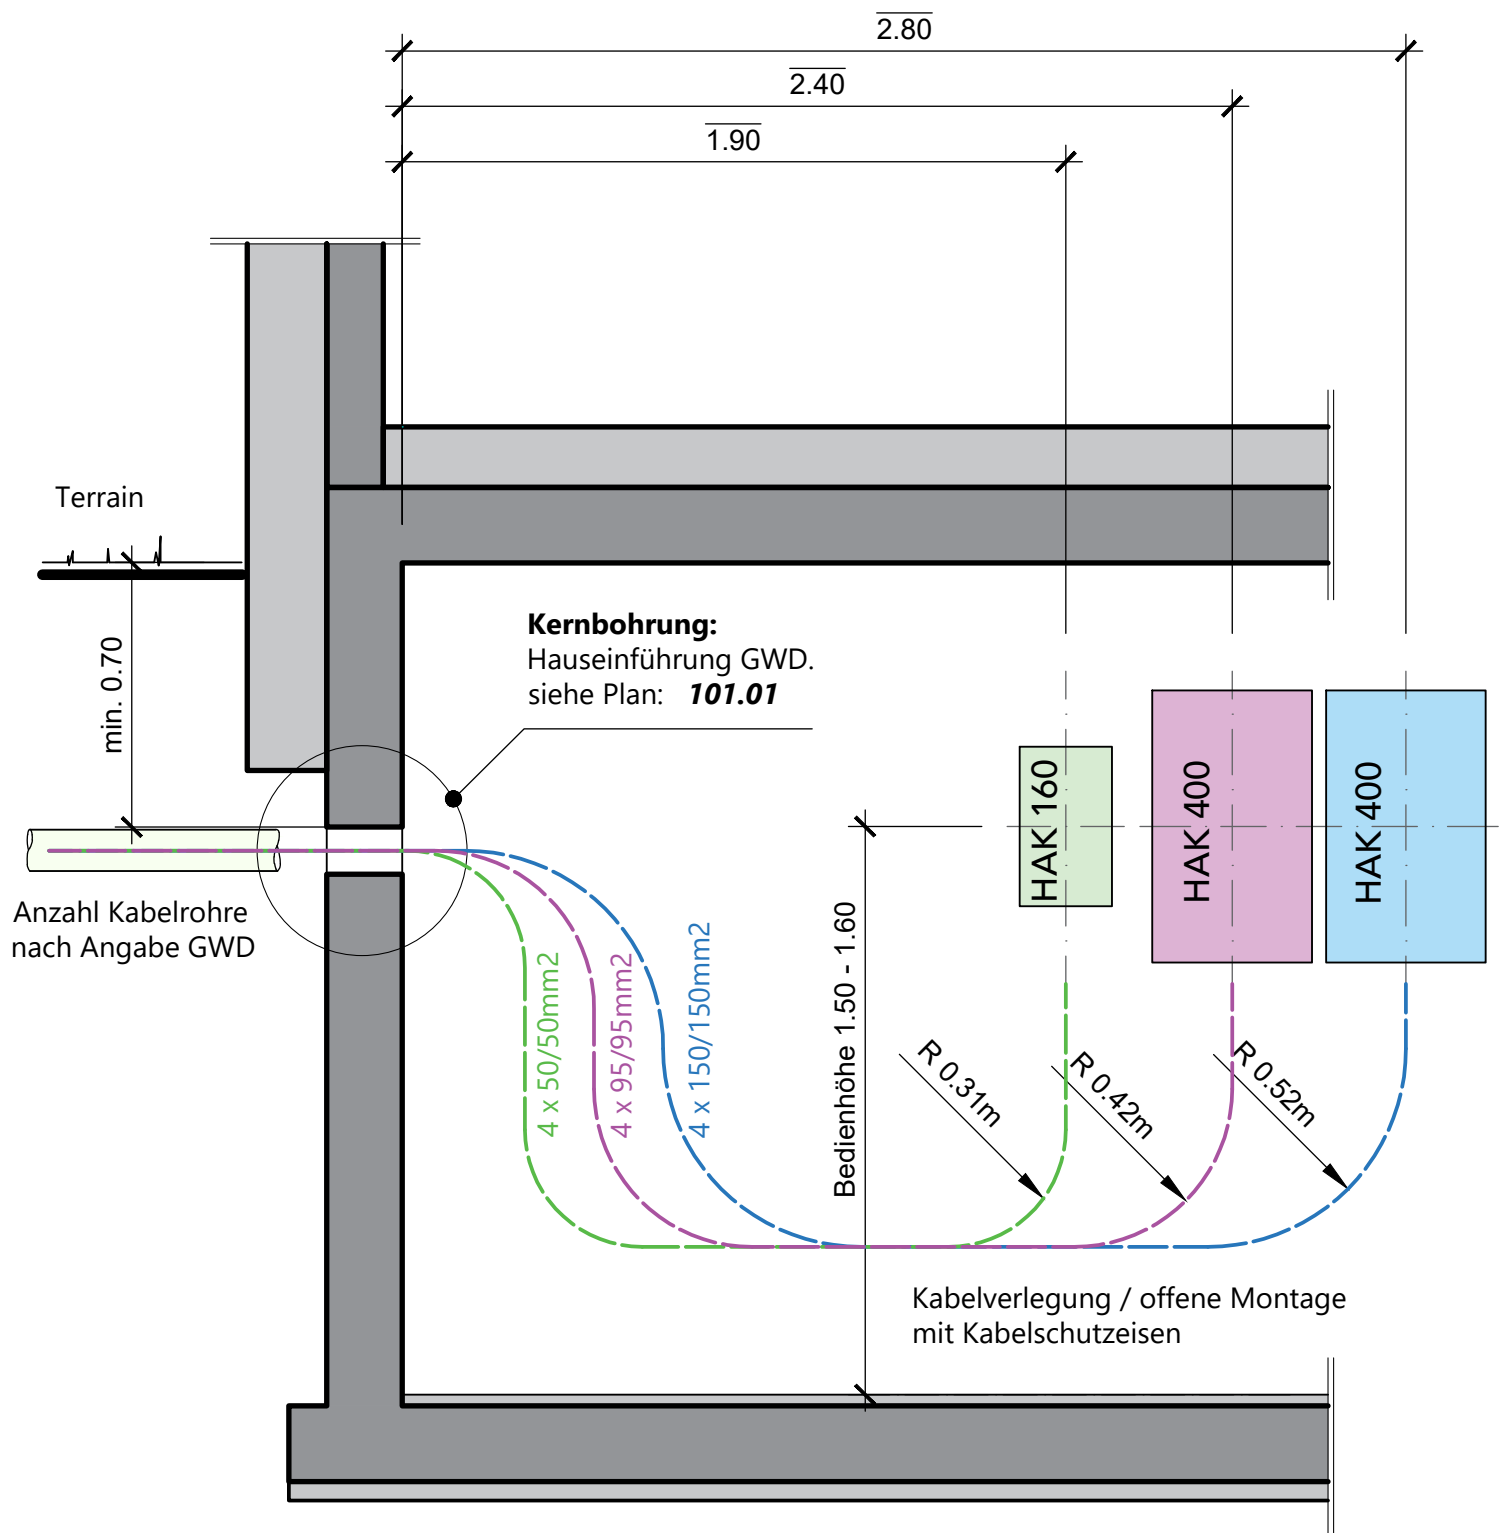 2.80
2.40
1.90
Terrain
min. 0.70
Kernbohrung:
Hauseinführung GWD.
siehe Plan: 101.01
HAK 160
HAK 400
HAK 400
Anzahl Kabelrohre
nach Angabe GWD
4 x 50/50mm2
4 x 95/95mm2
4 x 150/150mm2
Bedienhöhe 1.50 - 1.60
R 0.31m
R 0.42m
R 0.52m
Kabelverlegung / offene Montage
mit Kabelschutzeisen